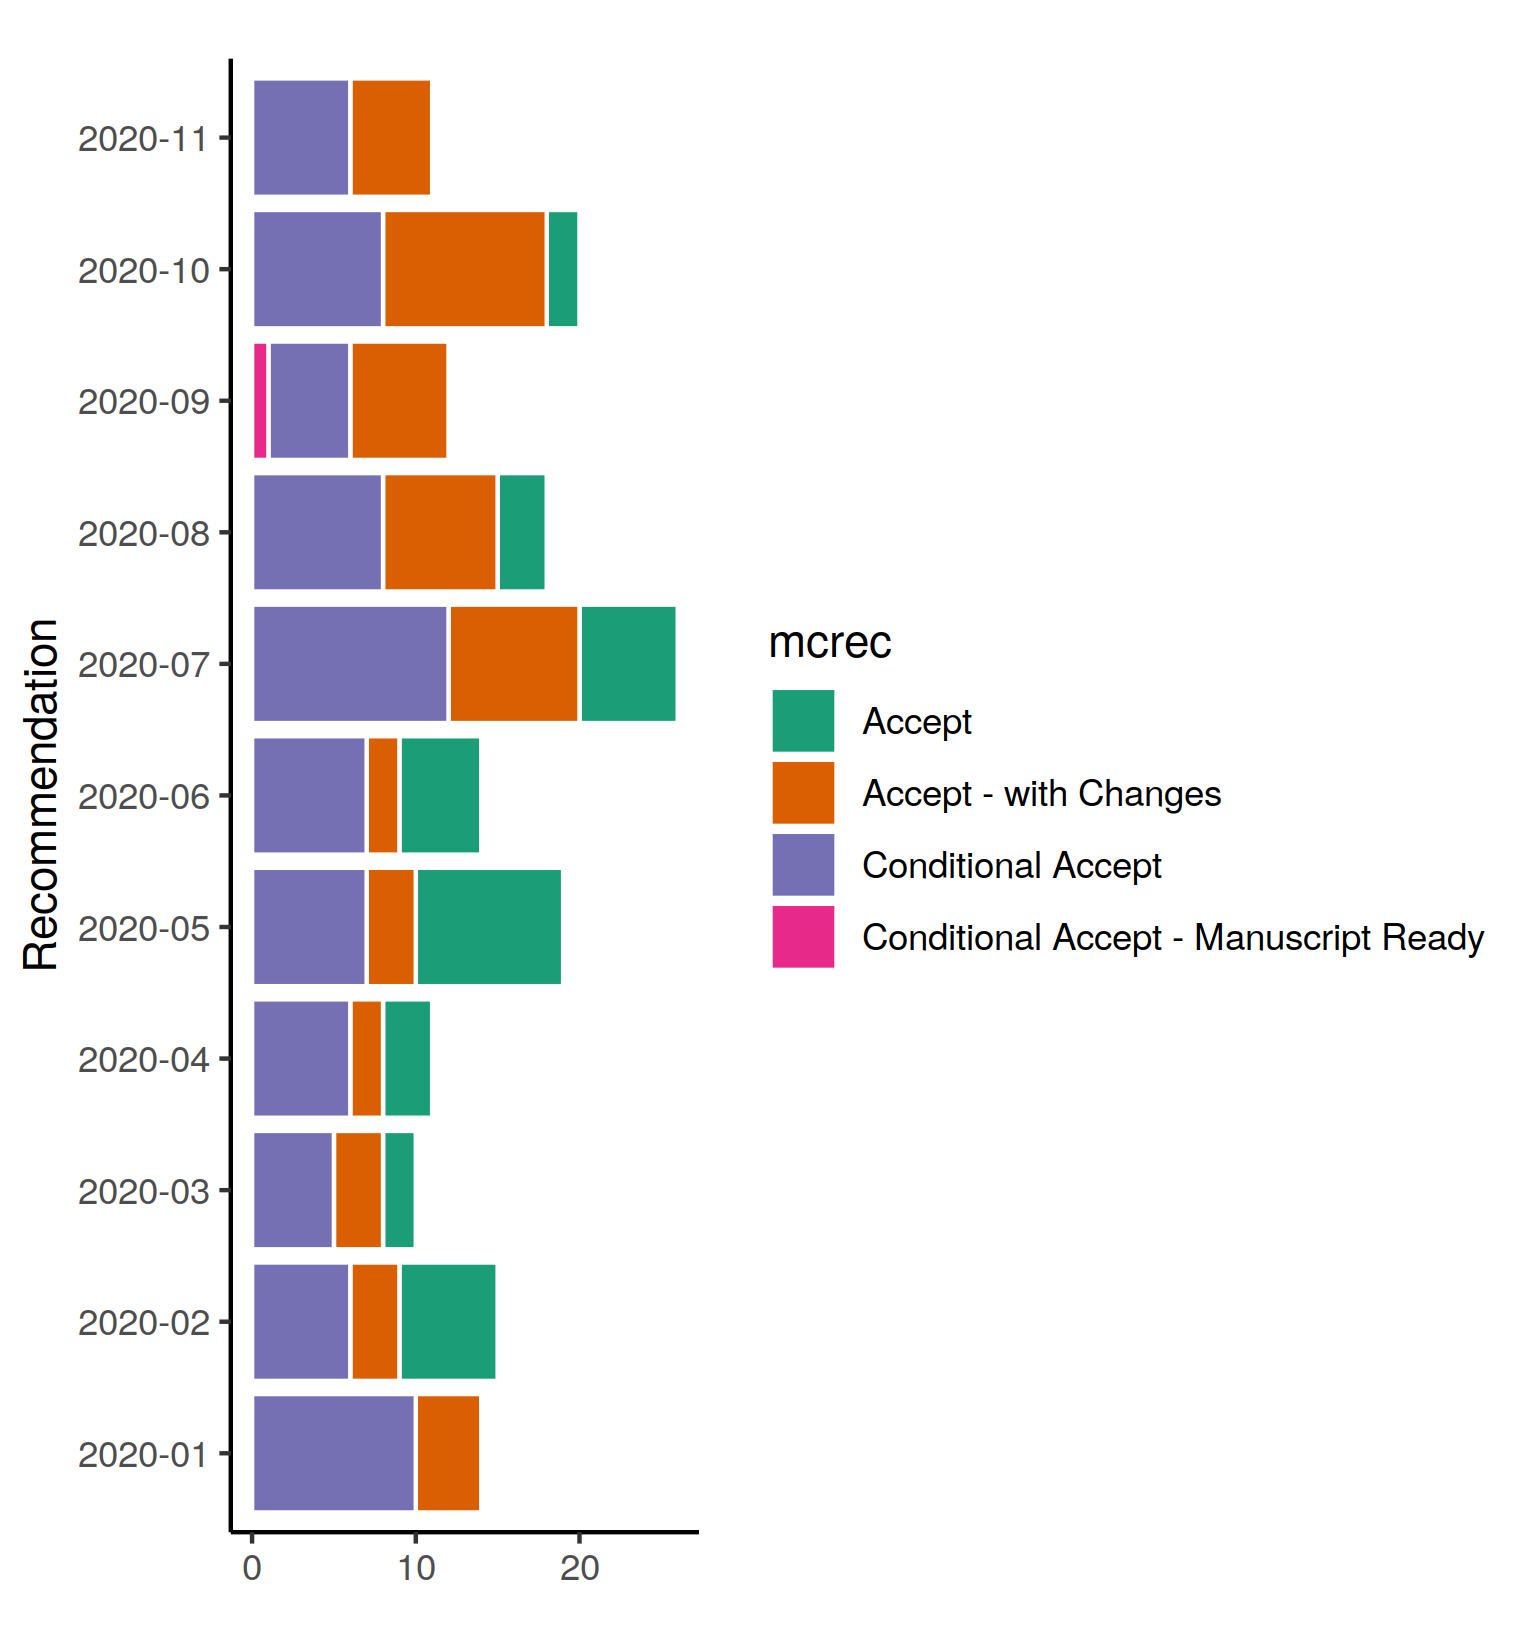 2020-11
2020-10
2020-09
2020-08
2020-07
2020-06
2020-05
2020-04
2020-03
2020-02
2020-01
Recommendation
0 10 20
mcrec
Accept
Accept - with Changes
Conditional Accept
Conditional Accept - Manuscript Ready